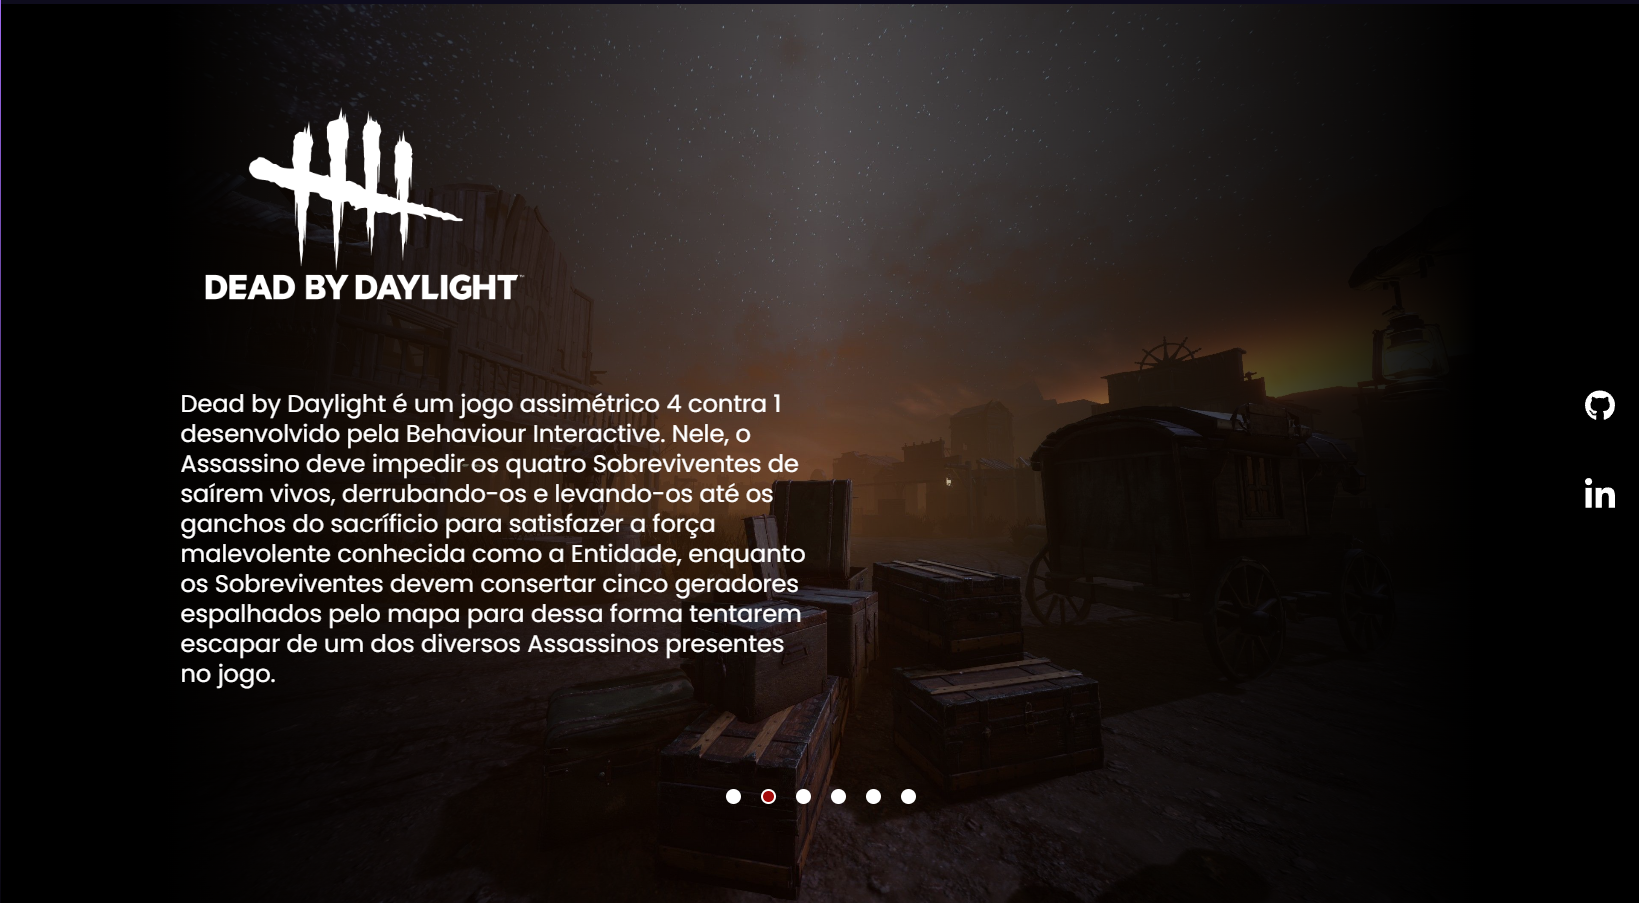 DEAD BY DAYLIGHT™
Dead by Daylight é um jogo assimétrico 4 contra 1
desenvolvido pela Behaviour Interactive. Nele, o
Assassino deve impedir os quatro Sobreviventes de
saírem vivos, derrubando-os e levando-os até os
ganchos do sacríficio para satisfazer a força
malevolente conhecida como a Entidade, enquanto
os Sobreviventes devem consertar cinco geradores
espalhados pelo mapa para dessa forma tentarem
escapar de um dos diversos Assassinos presentes
no jogo.
in